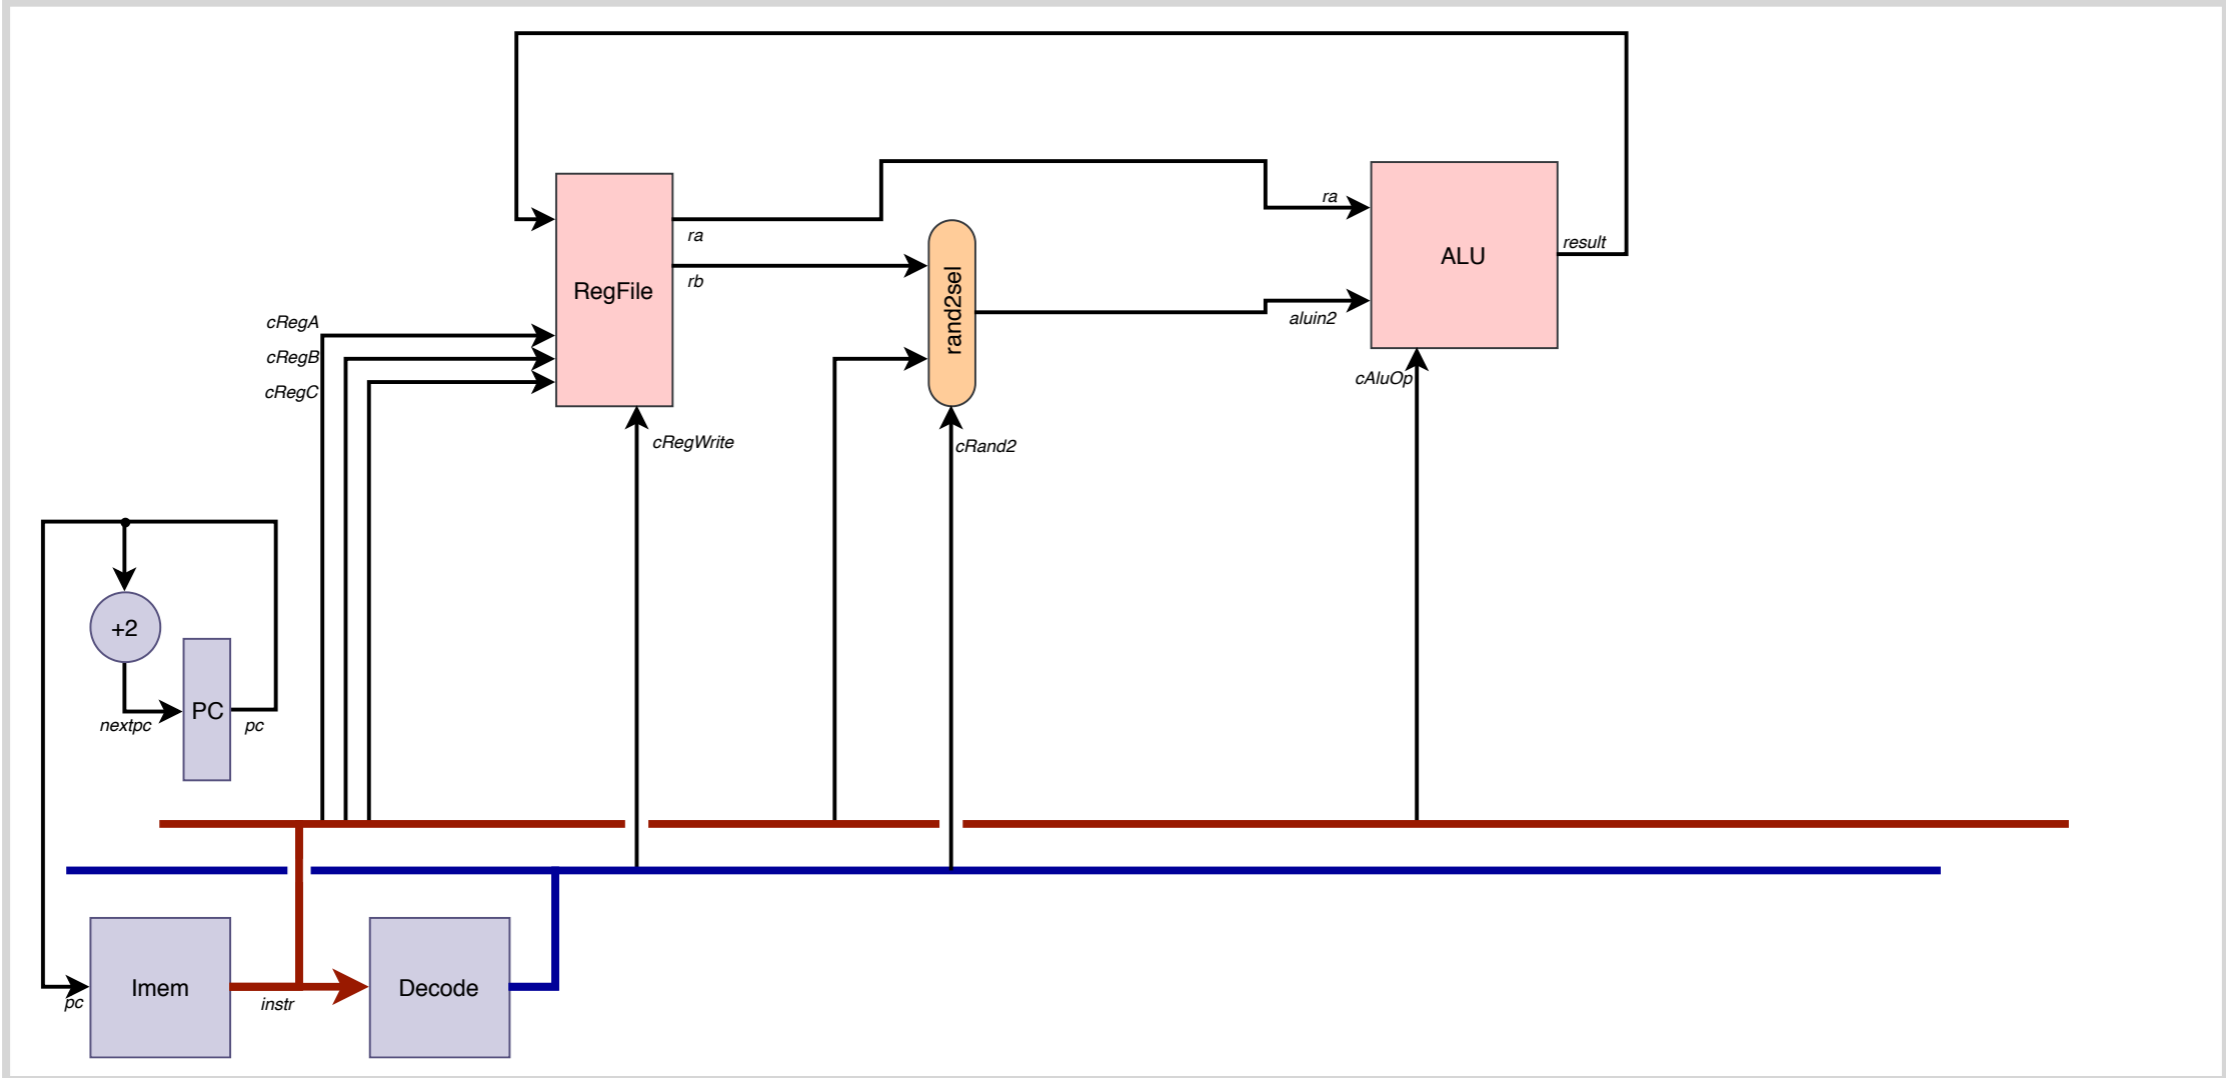 ra
ALU
result
ra
RegFile
rb
rand2sel
aluin2
cRegA
cRegB
cRegC
cAluOp
cRegWrite
cRand2
+2
PC
nextpc
pc
Imem
Decode
pc
instr